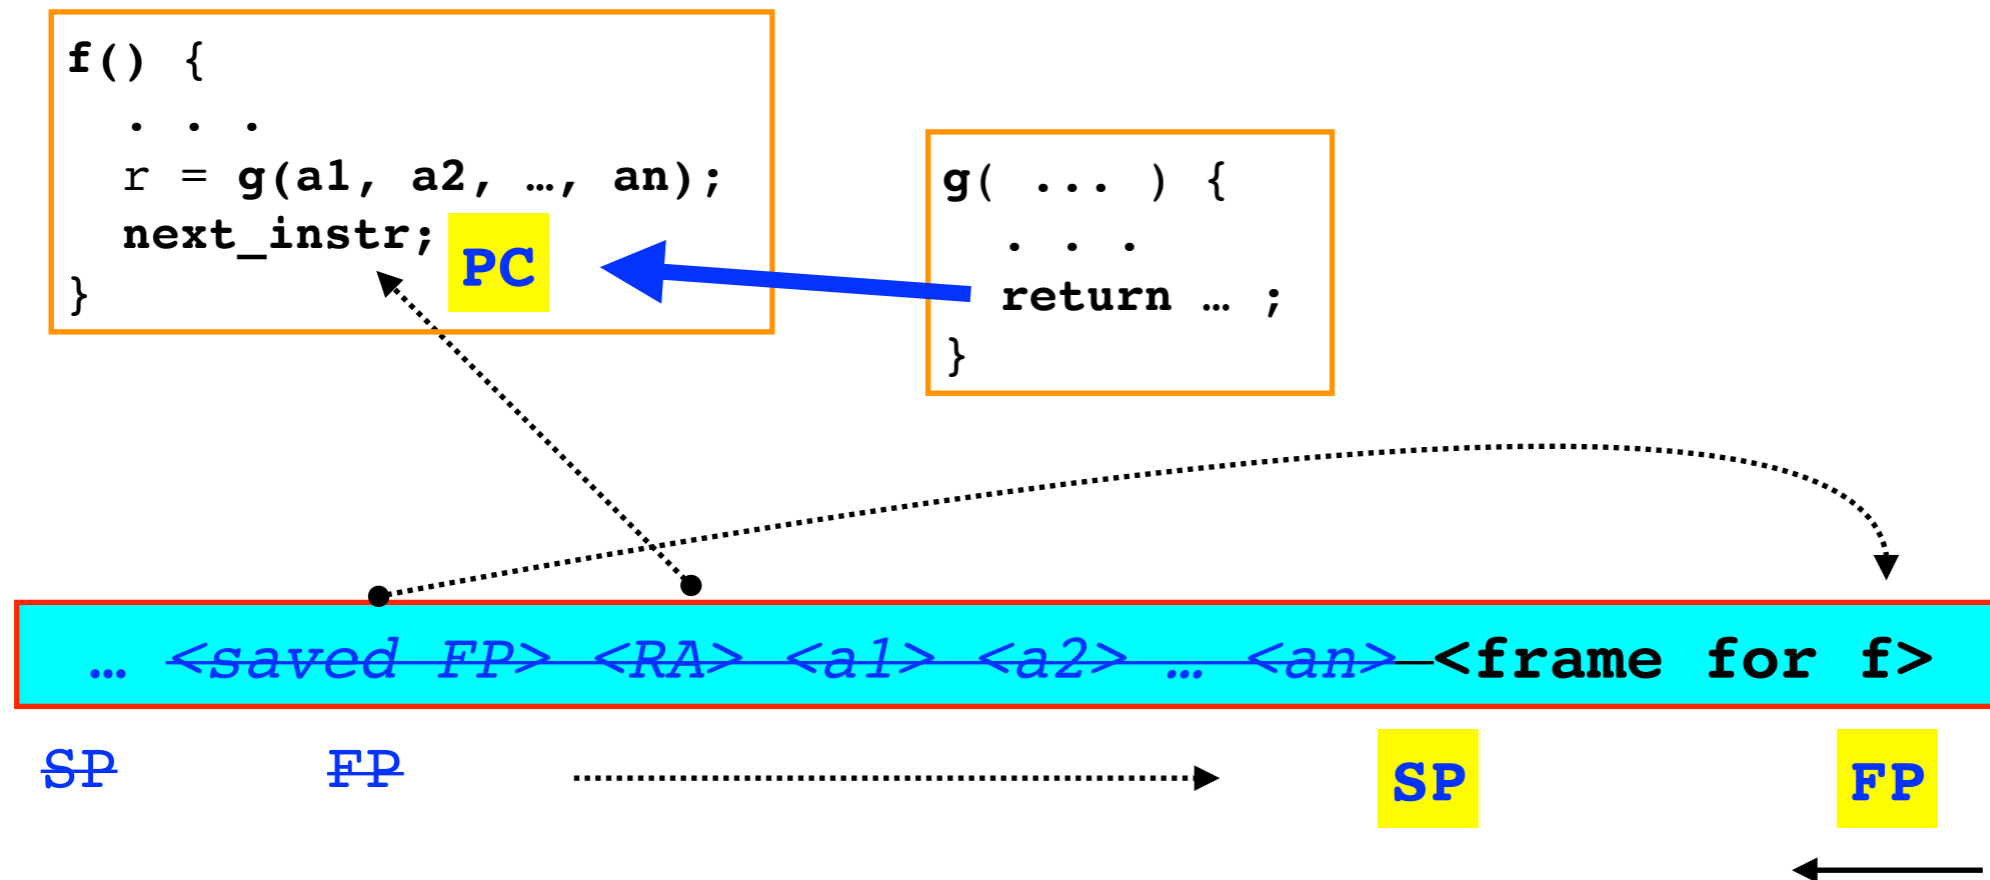 f() {
. . .
r = g(a1, a2, …, an);
next_instr;
}
PC
g( ... ) {
. . .
return … ;
}
… <saved FP> <RA> <a1> <a2> … <an> <frame for f>
SP FP SP FP